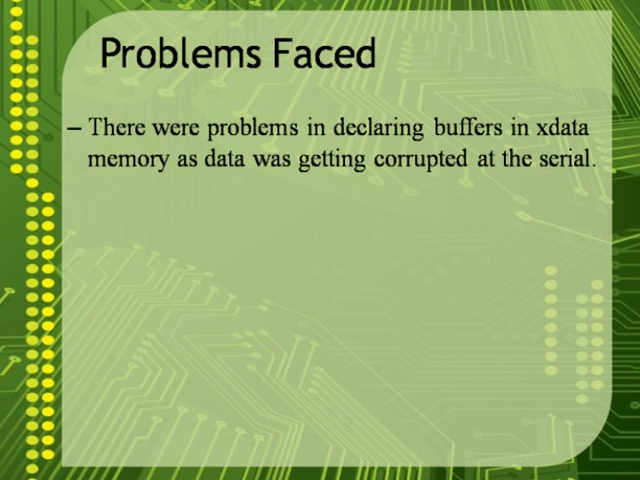 Problems Faced
– There were problems in declaring buffers in xdata
memory as data was getting corrupted at the serial.